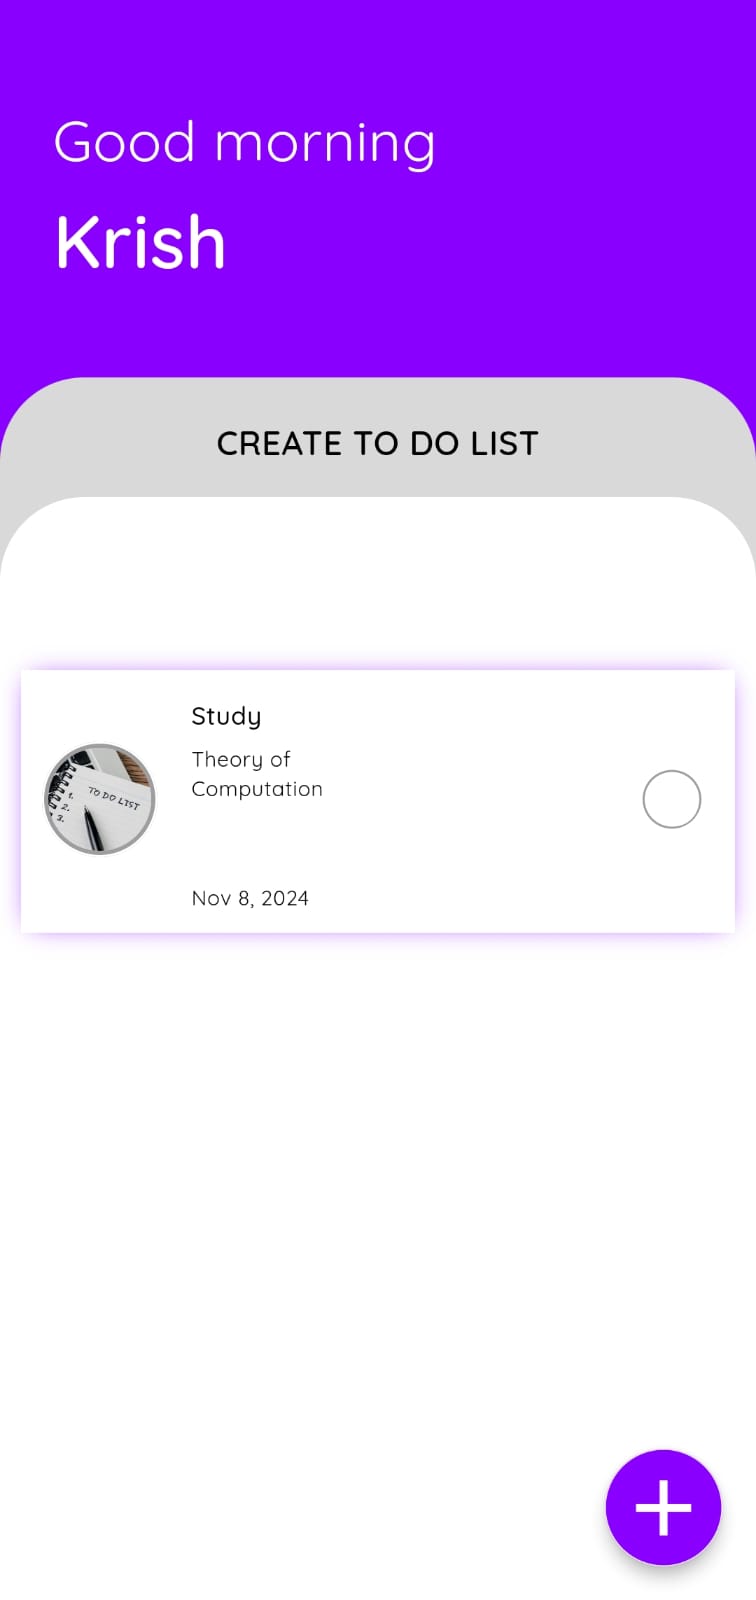 Good morning
Krish
CREATE TO DO LIST
Study
Theory of
Computation
TO DO LIST
1.
2.
3.
Nov 8, 2024